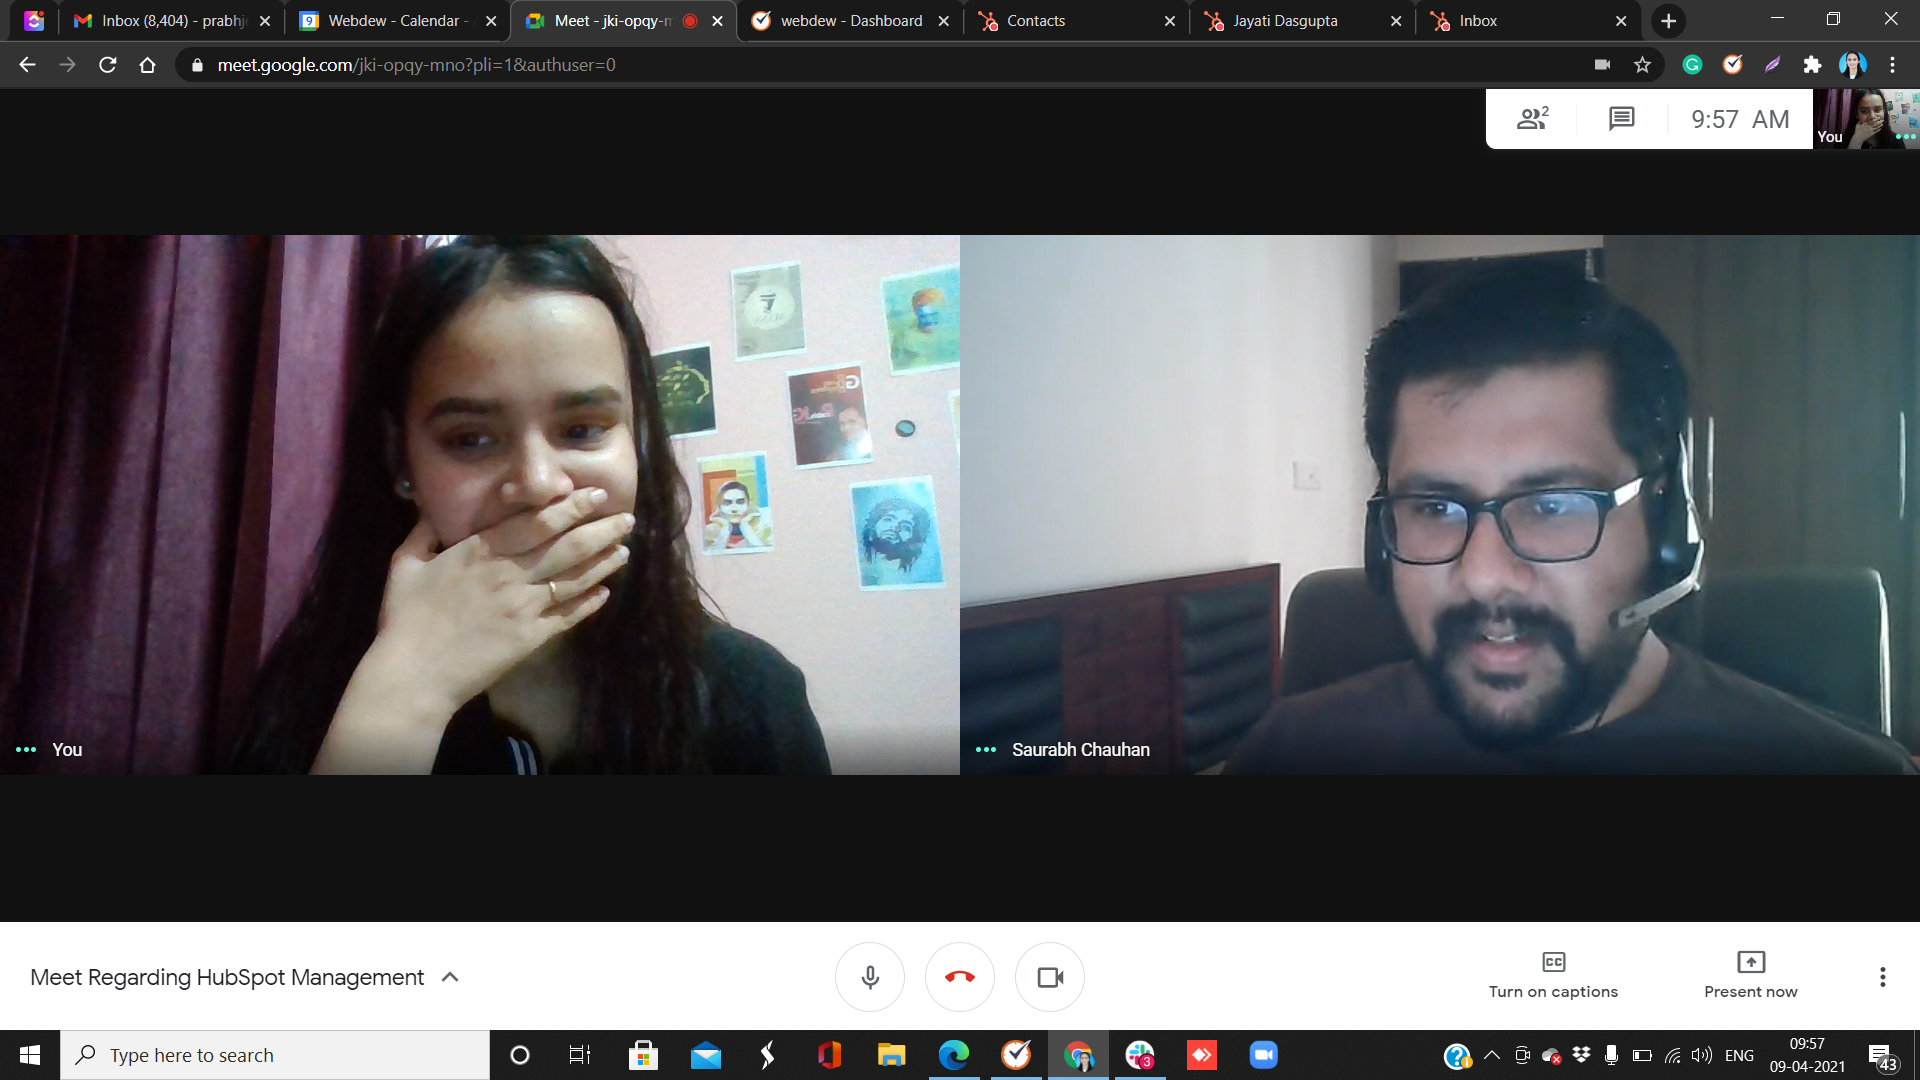 Inbox (8,404) - prabhj
Webdew - Calendar -
Meet - jki-opqy-m
webdew - Dashboard
Contacts
Jayati Dasgupta
Inbox
meet.google.com/jki-opqy-mno?pli=1&authuser=0
2
9:57 AM
You
You
Saurabh Chauhan
Meet Regarding HubSpot Management
CC
Turn on captions
Present now
Type here to search
3
ENG
09:57
09-04-2021
43